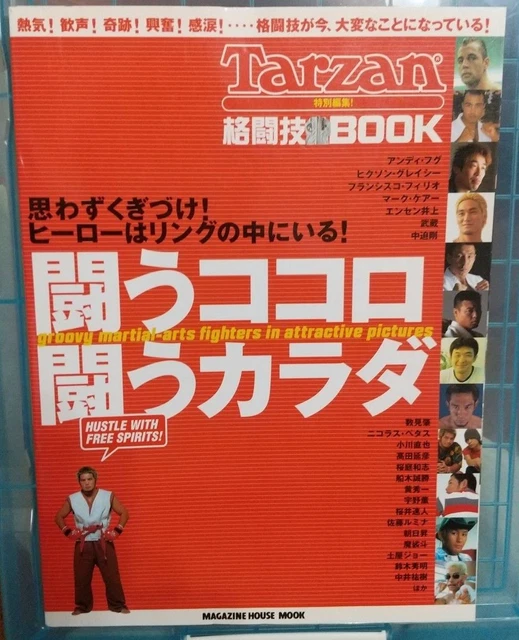 熱気！歓声！奇跡！興奮！感涙！‥‥格闘技が今、大変なことになっている！
Tarzan
特別編集！
格闘技BOOK
アンディ・フグ
ヒクソン・グレイシー
フランシスコ・フィリオ
マーク・ケアー
エンセン井上
武蔵
中迫剛
思わずくぎづけ！
ヒーローはリングの中にいる！
闘うココロ
groovy martial-arts fighters in attractive pictures
闘うカラダ
HUSTLE WITH
FREE SPIRITS!
数見肇
ニコラス・ペタス
小川直也
高田延彦
桜庭和志
船木誠勝
宇野薫
桜井速人
佐藤ルミナ
朝日昇
魔裟斗
土屋ジョー
鈴木秀明
中井祐樹
ほか
MAGAZINE HOUSE MOOK